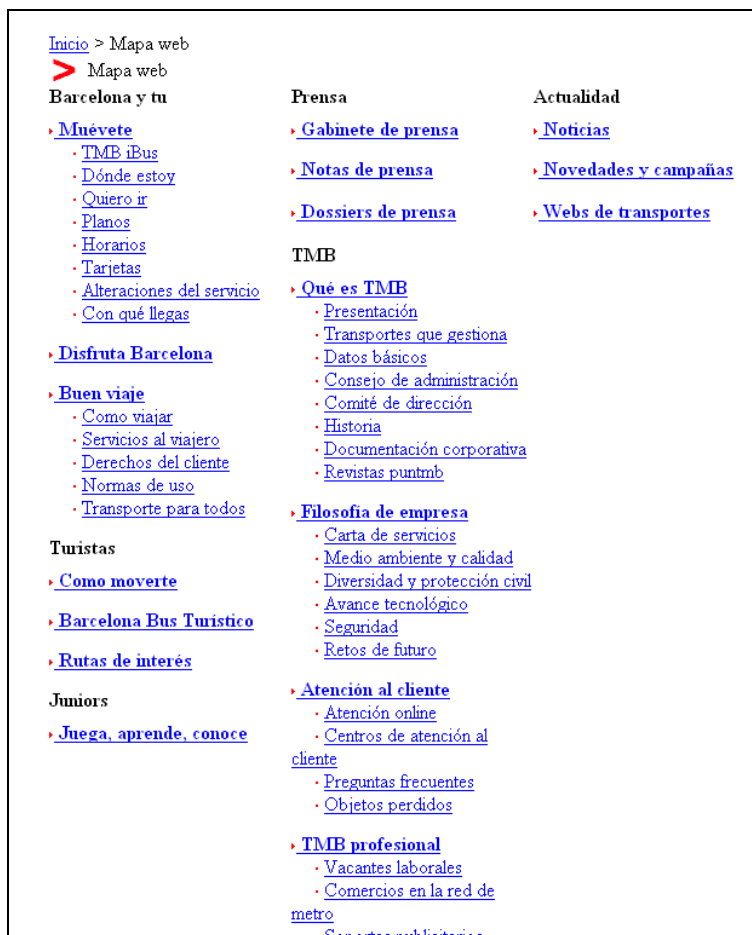 Inicio > Mapa web
> Mapa web
Barcelona y tu
Muévete
· TMB iBus
· Dónde estoy
· Quiero ir
· Planos
· Horarios
· Tarjetas
· Alteraciones del servicio
· Con qué llegas
Disfruta Barcelona
Buen viaje
· Como viajar
· Servicios al viajero
· Derechos del cliente
· Normas de uso
· Transporte para todos
Turistas
Como moverte
Barcelona Bus Turístico
Rutas de interés
Juniors
Juega, aprende, conoce
Prensa
Gabinete de prensa
Notas de prensa
Dossiers de prensa
TMB
Qué es TMB
· Presentación
· Transportes que gestiona
· Datos básicos
· Consejo de administración
· Comité de dirección
· Historia
· Documentación corporativa
· Revistas puntmb
Filosofía de empresa
· Carta de servicios
· Medio ambiente y calidad
· Diversidad y protección civil
· Avance tecnológico
· Seguridad
· Retos de futuro
Atención al cliente
· Atención online
· Centros de atención al
cliente
· Preguntas frecuentes
· Objetos perdidos
TMB profesional
· Vacantes laborales
· Comercios en la red de
metro
Actualidad
Noticias
Novedades y campañas
Webs de transportes